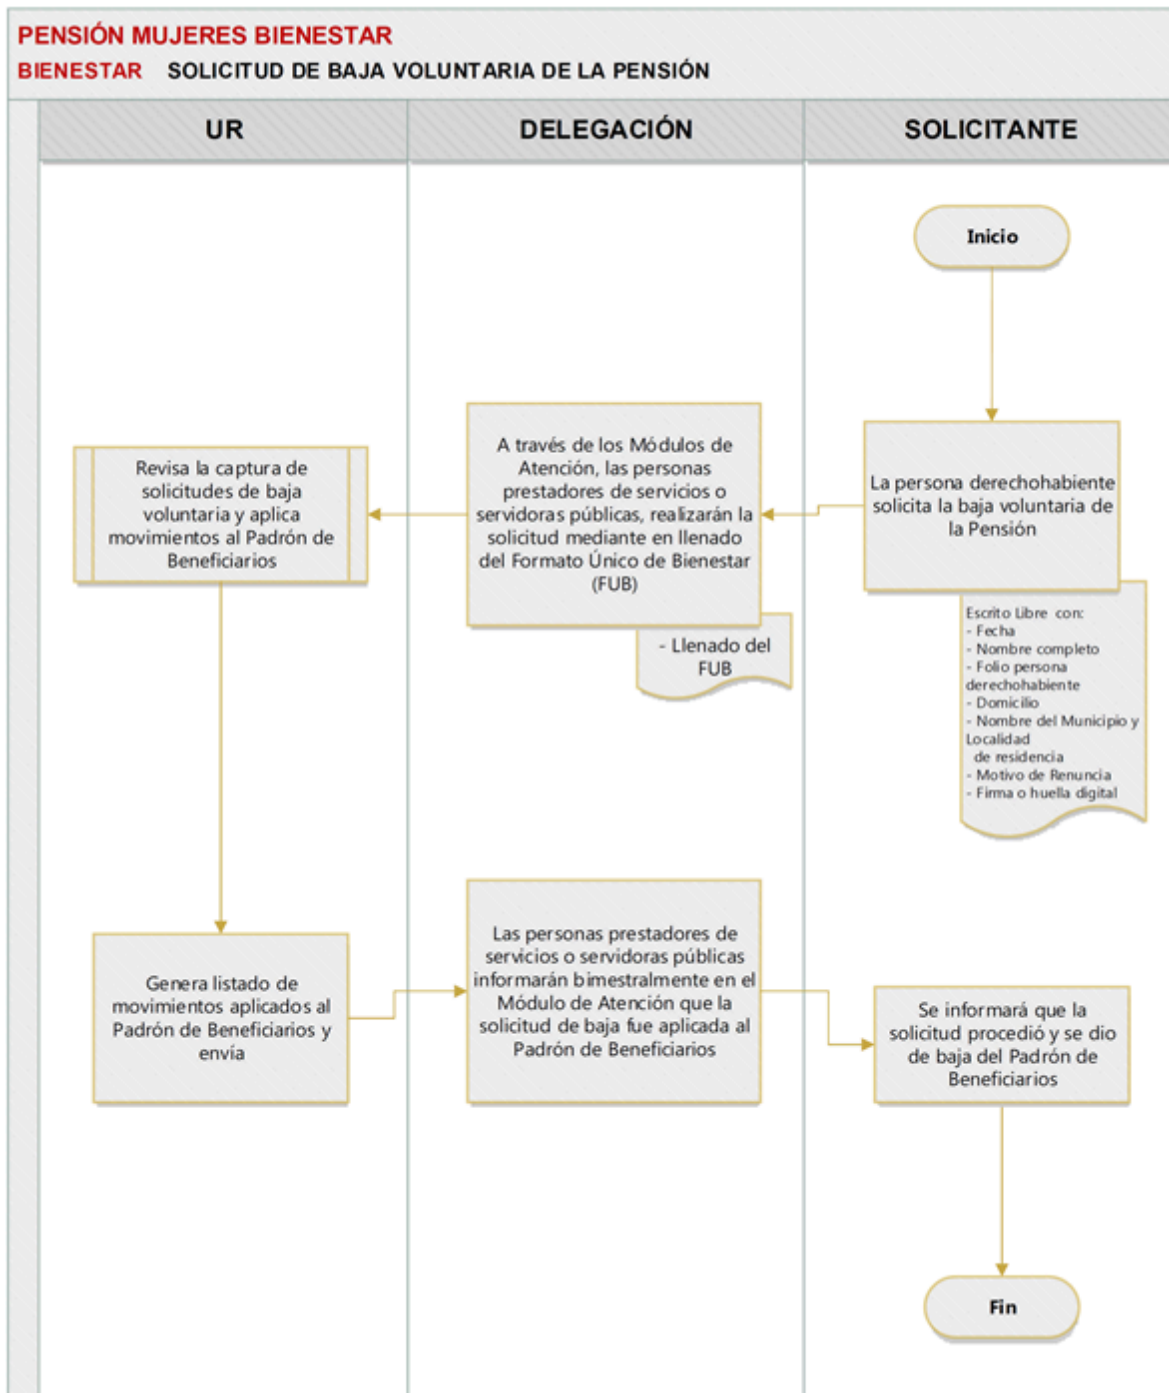 PENSIÓN MUJERES BIENESTAR
BIENESTAR SOLICITUD DE BAJA VOLUNTARIA DE LA PENSIÓN
UR
DELEGACIÓN
SOLICITANTE
Inicio
La persona derechohabiente
solicita la baja voluntaria de
la Pensión
Escrito Libre con:
- Fecha
- Nombre completo
- Folio persona
derechohabiente
- Domicilio
- Nombre del Municipio y
Localidad
de residencia
- Motivo de Renuncia
- Firma o huella digital
A través de los Módulos de
Atención, las personas
prestadores de servicios o
servidoras públicas, realizarán la
solicitud mediante en llenado
del Formato Único de Bienestar
(FUB)
- Llenado del
FUB
Revisa la captura de
solicitudes de baja
voluntaria y aplica
movimientos al Padrón de
Beneficiarios
Genera listado de
movimientos aplicados al
Padrón de Beneficiarios y
envía
Las personas prestadores de
servicios o servidoras públicas
informarán bimestralmente en el
Módulo de Atención que la
solicitud de baja fue aplicada al
Padrón de Beneficiarios
Se informará que la
solicitud procedió y se dio
de baja del Padrón de
Beneficiarios
Fin